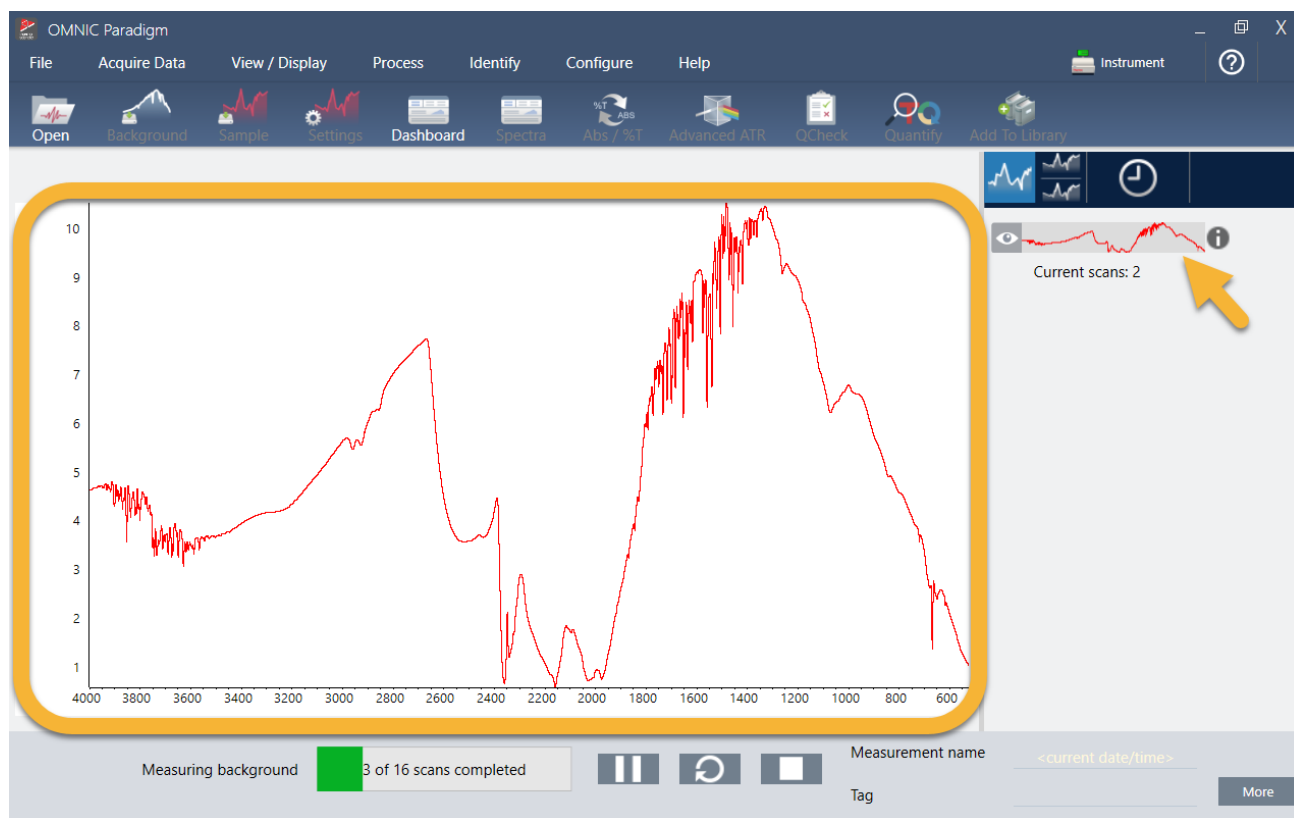 OMNIC Paradigm
X
File Acquire Data View / Display Process Identify Configure Help Instrument ?
%T ABS
Open Background Sample Settings Dashboard Spectra Abs / %T Advanced ATR QCheck Quantify Add To Library
i
Current scans: 2
10
9
8
7
6
5
4
3
2
1
4000 3800 3600 3400 3200 3000 2800 2600 2400 2200 2000 1800 1600 1400 1200 1000 800 600
Measuring background 3 of 16 scans completed
Measurement name <current date/time>
Tag
More